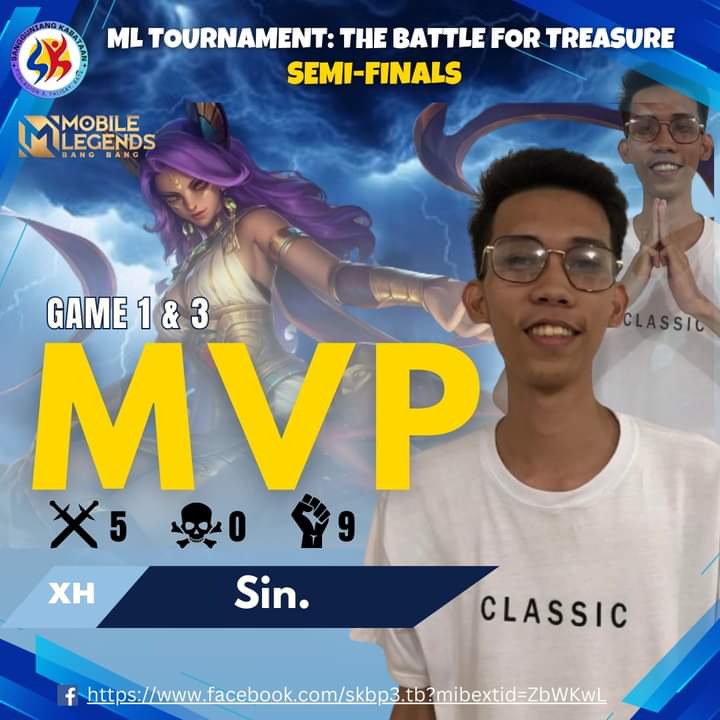 ML TOURNAMENT: THE BATTLE FOR TREASURE
SEMI-FINALS
MOBILE
LEGENDS
BANG BANG
GAME 1 & 3
MVP
5 0 9
XH Sin.
CLASSIC
CLASSIC
https://www.facebook.com/skbp3.tb?mibextid=ZbWKwL